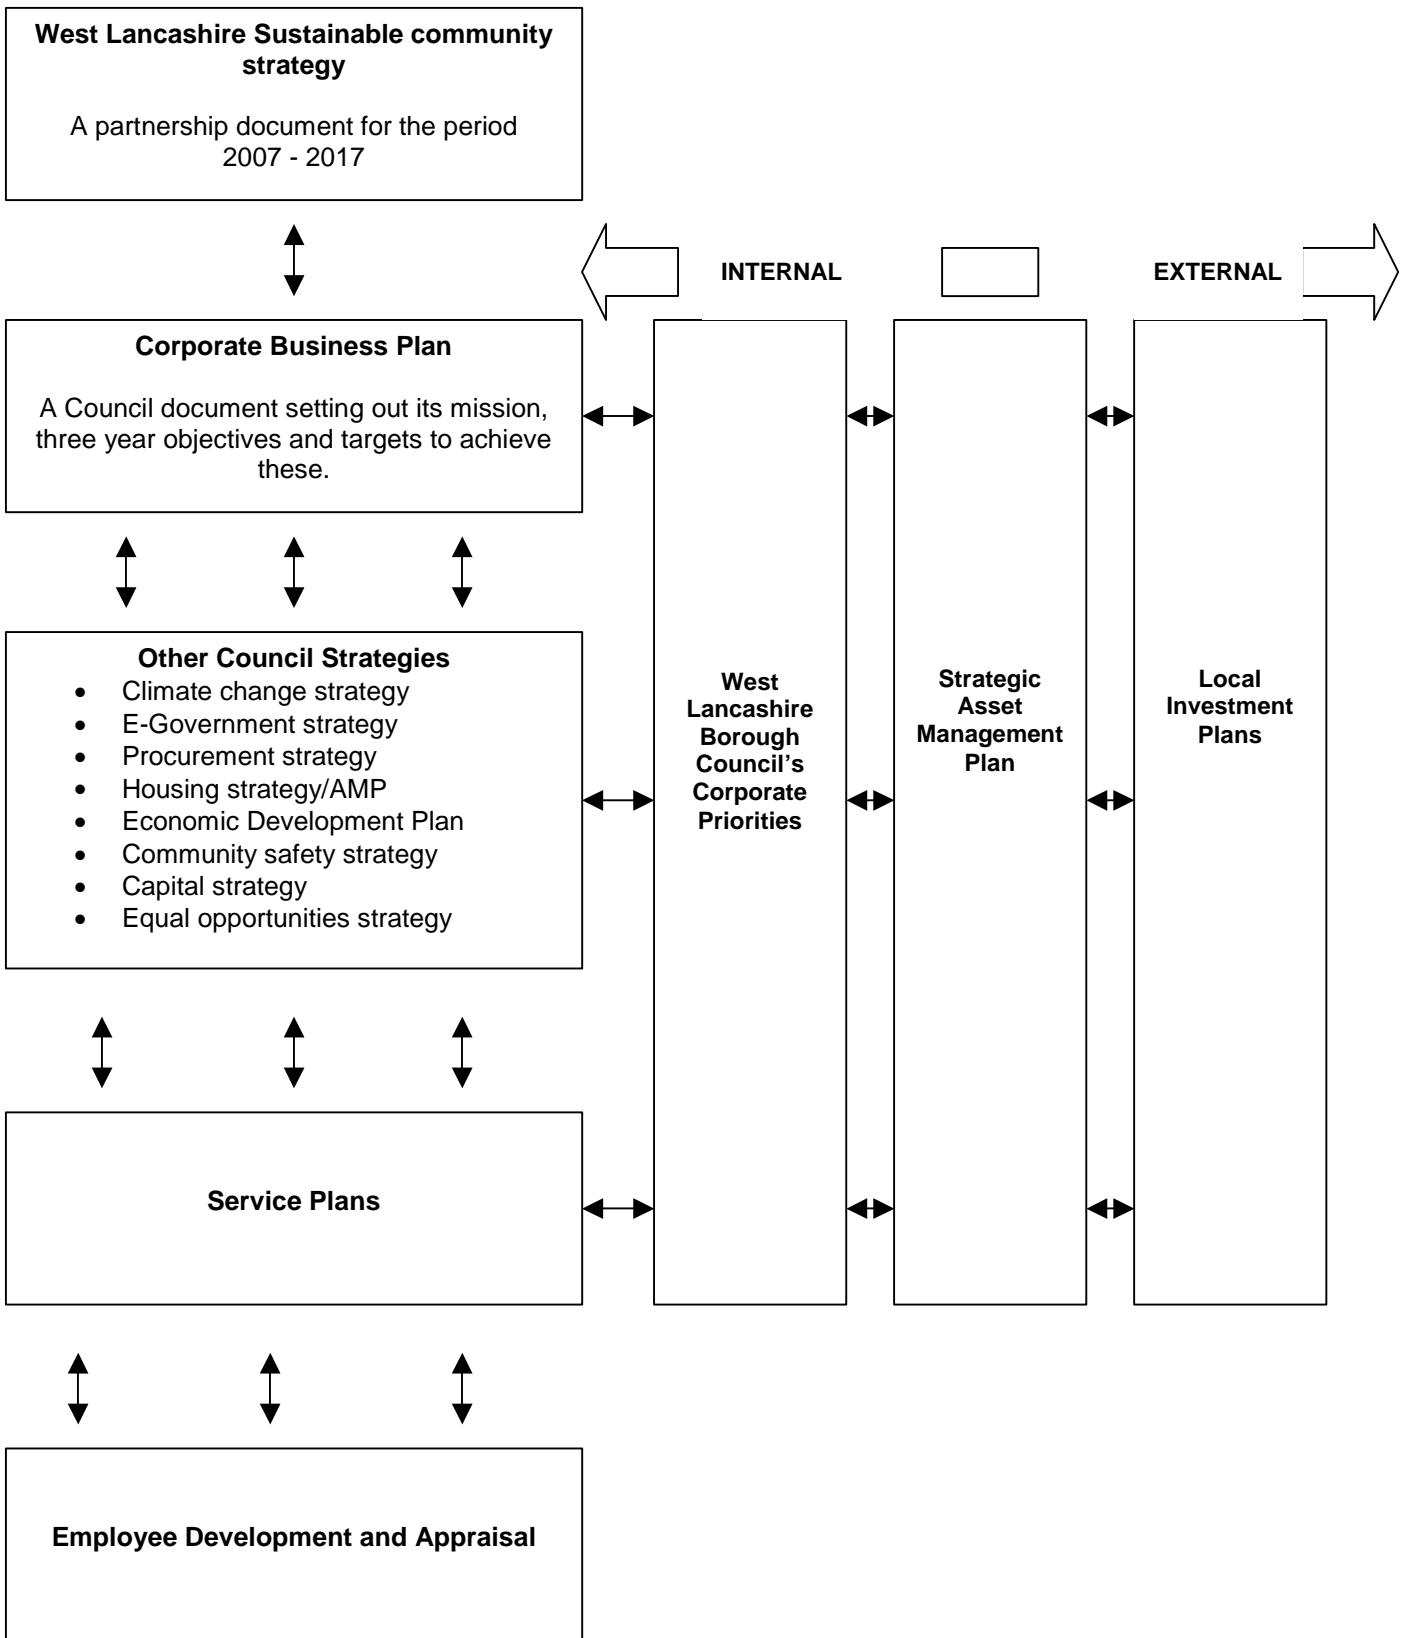 West Lancashire Sustainable community
strategy
A partnership document for the period
2007 - 2017
INTERNAL
EXTERNAL
Corporate Business Plan
A Council document setting out its mission,
three year objectives and targets to achieve
these.
Other Council Strategies
• Climate change strategy
• E-Government strategy
• Procurement strategy
• Housing strategy/AMP
• Economic Development Plan
• Community safety strategy
• Capital strategy
• Equal opportunities strategy
West
Lancashire
Borough
Council’s
Corporate
Priorities
Strategic
Asset
Management
Plan
Local
Investment
Plans
Service Plans
Employee Development and Appraisal